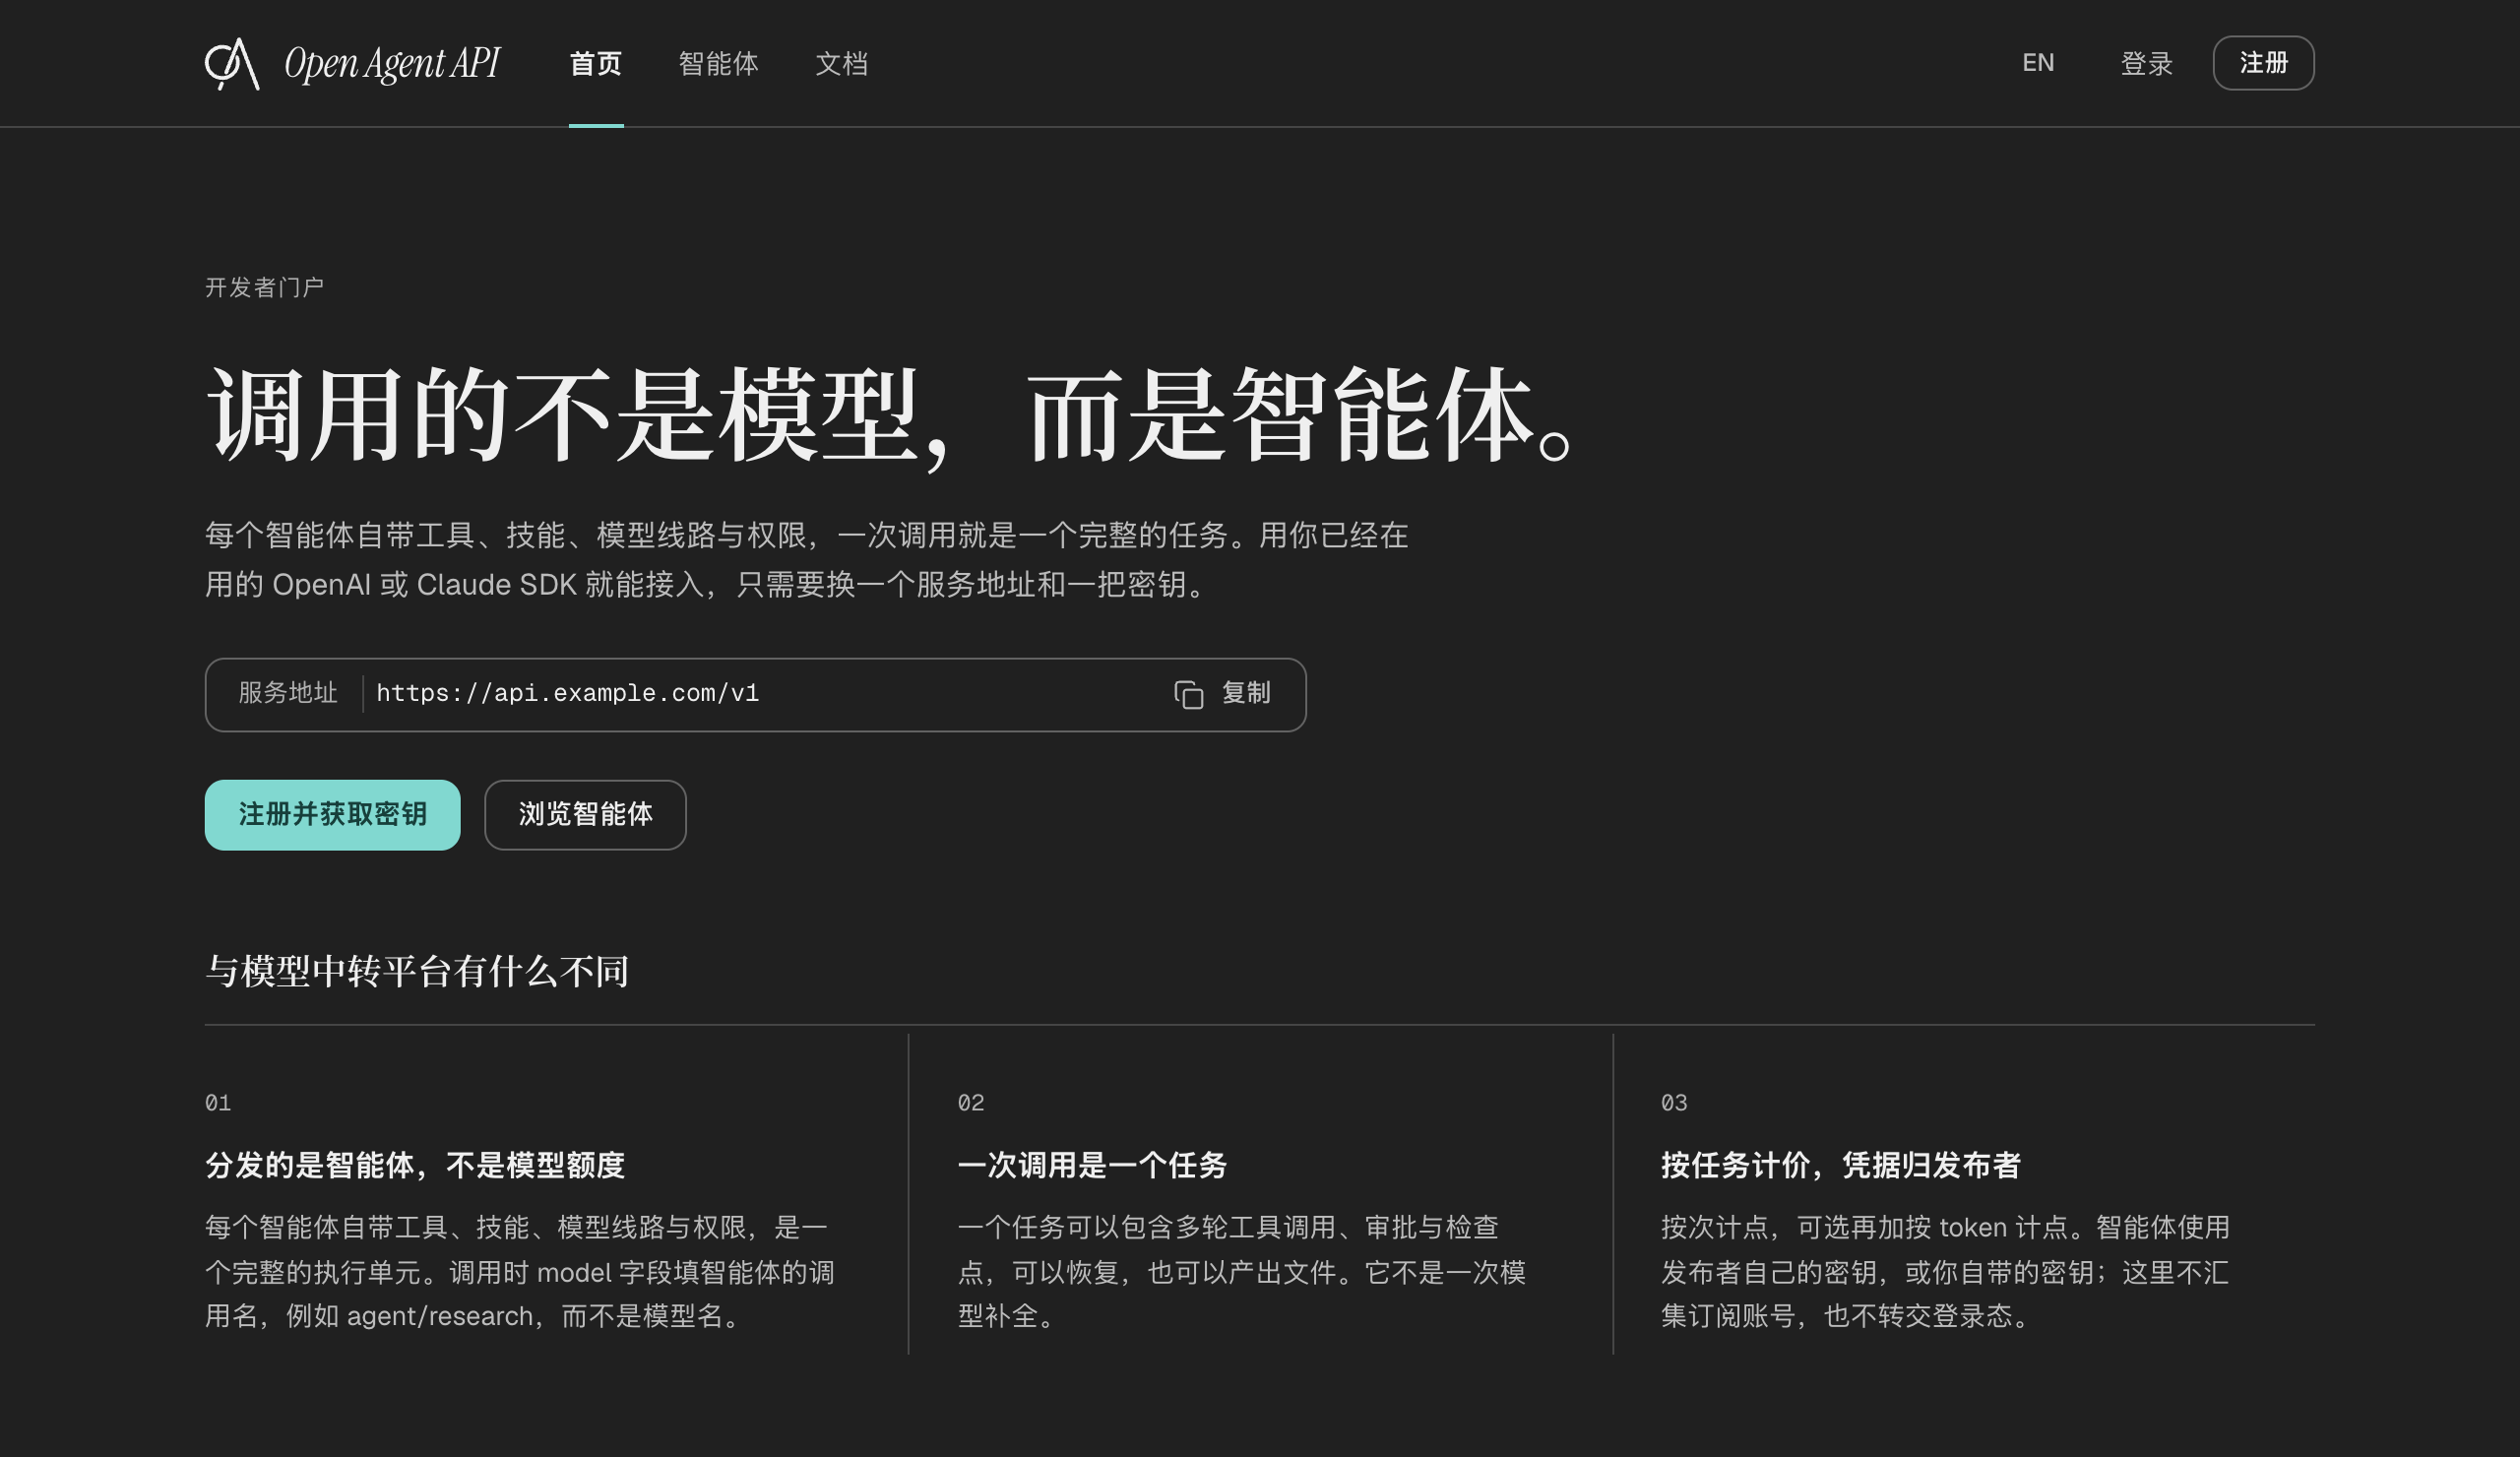 Open Agent API
首页
智能体
文档
EN
登录
注册
开发者门户
调用的不是模型，而是智能体。
每个智能体自带工具、技能、模型线路与权限，一次调用就是一个完整的任务。用你已经在
用的 OpenAI 或 Claude SDK 就能接入，只需要换一个服务地址和一把密钥。
服务地址
https://api.example.com/v1
复制
注册并获取密钥
浏览智能体
与模型中转平台有什么不同
01
分发的是智能体，不是模型额度
每个智能体自带工具、技能、模型线路与权限，是一
个完整的执行单元。调用时 model 字段填智能体的调
用名，例如 agent/research，而不是模型名。
02
一次调用是一个任务
一个任务可以包含多轮工具调用、审批与检查
点，可以恢复，也可以产出文件。它不是一次模
型补全。
03
按任务计价，凭据归发布者
按次计点，可选再加按 token 计点。智能体使用
发布者自己的密钥，或你自带的密钥；这里不汇
集订阅账号，也不转交登录态。